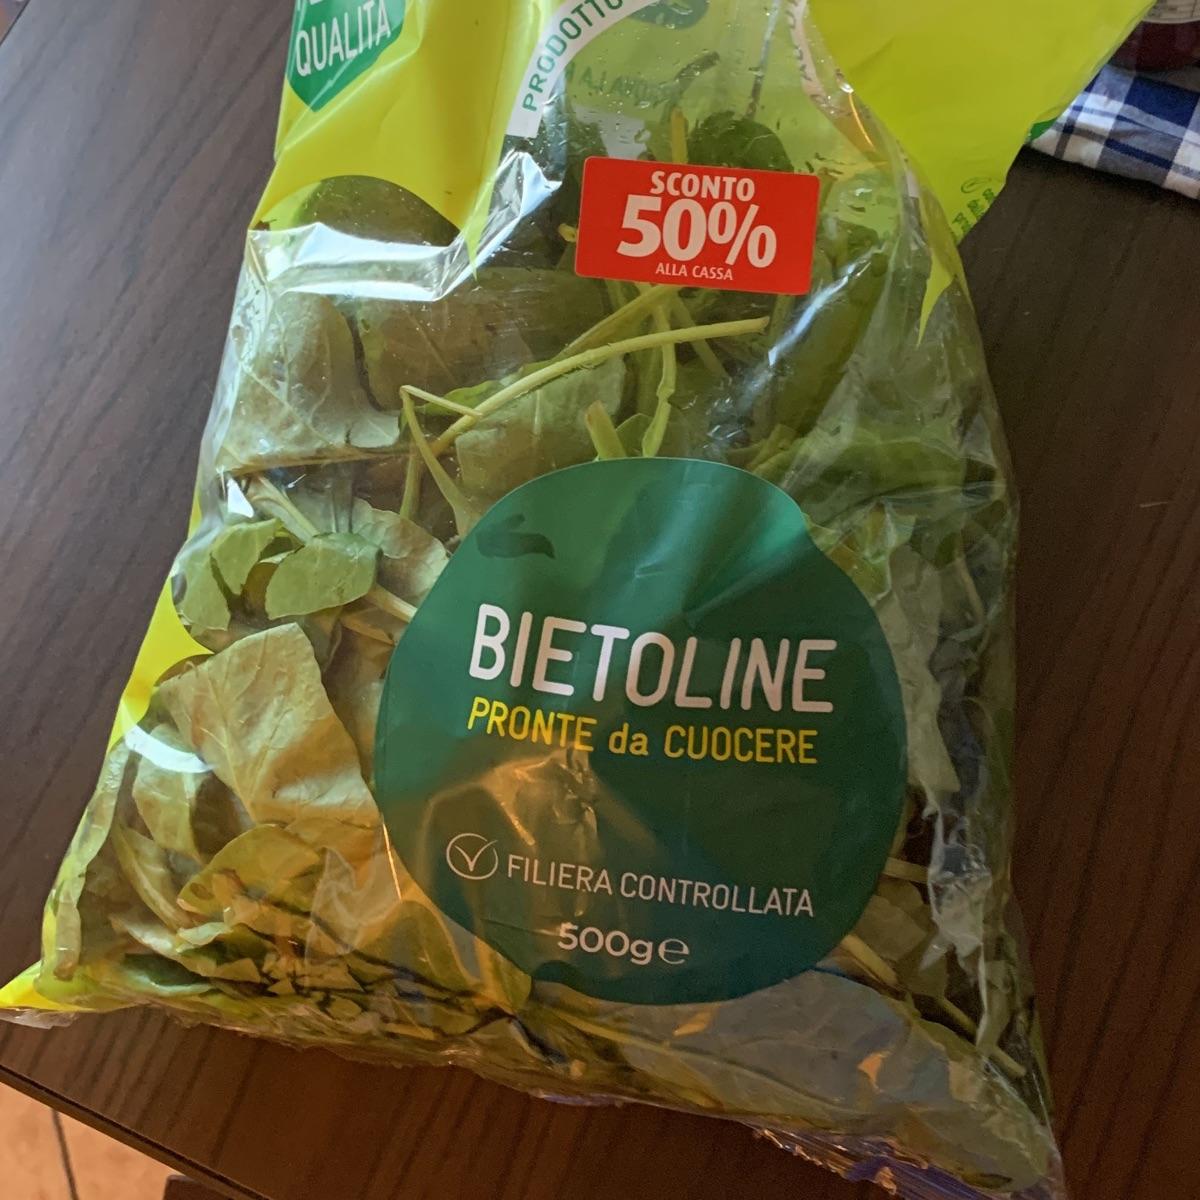 QUALITÀ
PRODOTTO
SCONTO
50%
ALLA CASSA
BIETOLINE
PRONTE da CUOCERE
FILIERA CONTROLLATA
500g℮